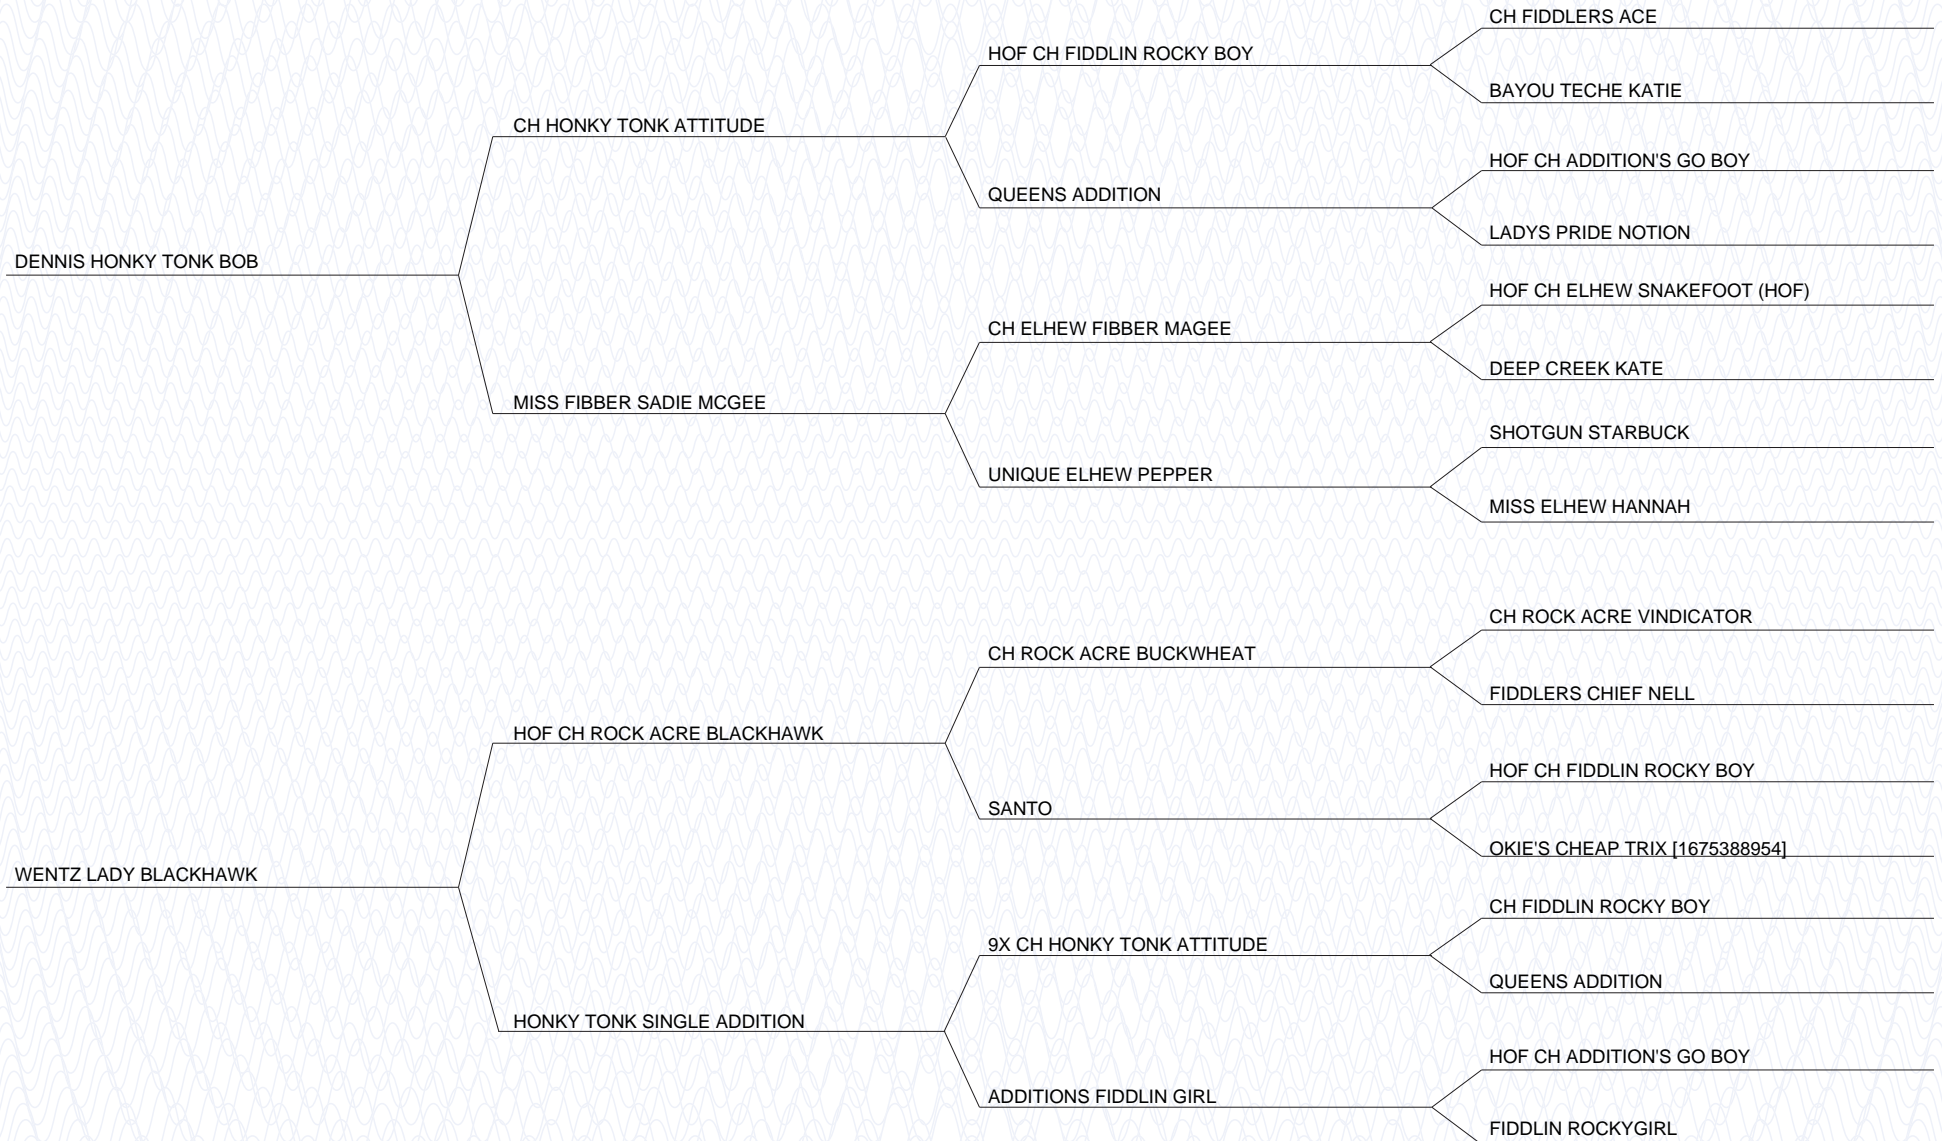 CH FIDDLERS ACE
HOF CH FIDDLIN ROCKY BOY
BAYOU TECHE KATIE
CH HONKY TONK ATTITUDE
HOF CH ADDITION'S GO BOY
QUEENS ADDITION
LADYS PRIDE NOTION
DENNIS HONKY TONK BOB
HOF CH ELHEW SNAKEFOOT (HOF)
CH ELHEW FIBBER MAGEE
DEEP CREEK KATE
MISS FIBBER SADIE MCGEE
SHOTGUN STARBUCK
UNIQUE ELHEW PEPPER
MISS ELHEW HANNAH
CH ROCK ACRE VINDICATOR
CH ROCK ACRE BUCKWHEAT
FIDDLERS CHIEF NELL
HOF CH ROCK ACRE BLACKHAWK
HOF CH FIDDLIN ROCKY BOY
SANTO
OKIE'S CHEAP TRIX [1675388954]
WENTZ LADY BLACKHAWK
CH FIDDLIN ROCKY BOY
9X CH HONKY TONK ATTITUDE
QUEENS ADDITION
HONKY TONK SINGLE ADDITION
HOF CH ADDITION'S GO BOY
ADDITIONS FIDDLIN GIRL
FIDDLIN ROCKYGIRL